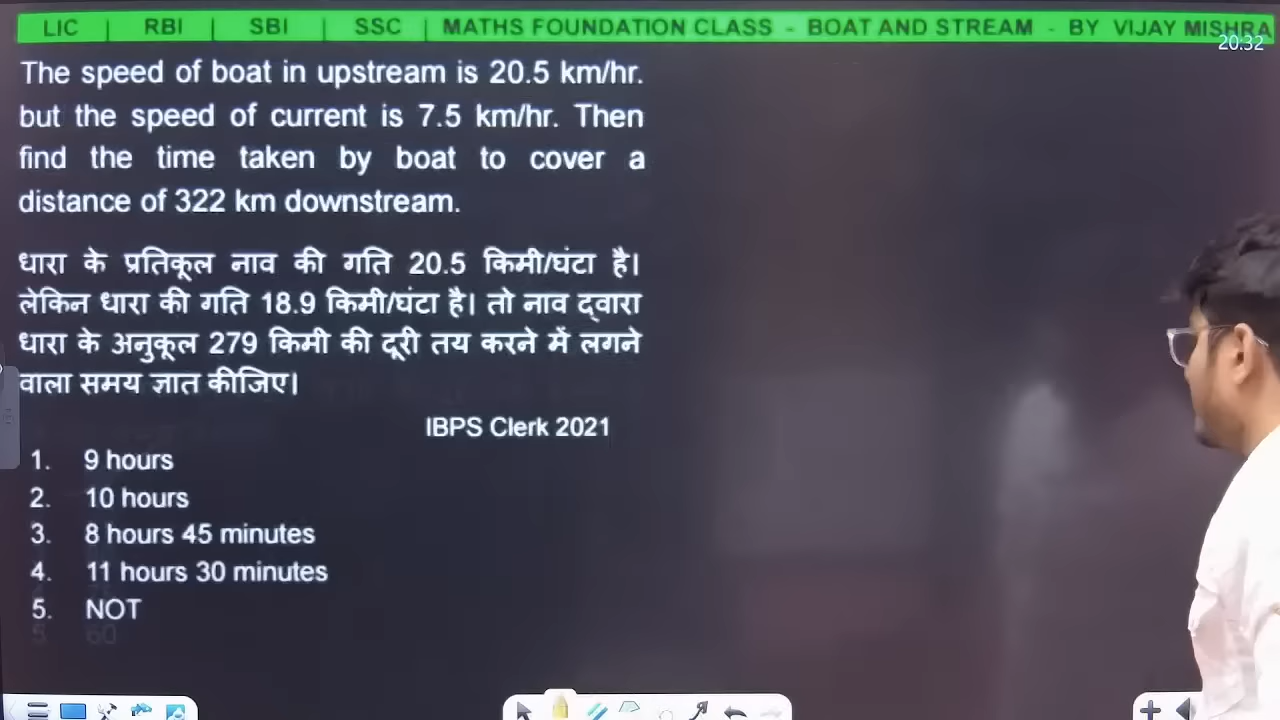 LIC | RBI | SBI | SSC | MATHS FOUNDATION CLASS - BOAT AND STREAM - BY VIJAY MISHRA
20:32
The speed of boat in upstream is 20.5 km/hr.
but the speed of current is 7.5 km/hr. Then
find the time taken by boat to cover a
distance of 322 km downstream.
धारा के प्रतिकूल नाव की गति 20.5 किमी/घंटा है।
लेकिन धारा की गति 18.9 किमी/घंटा है। तो नाव द्वारा
धारा के अनुकूल 279 किमी की दूरी तय करने में लगने
वाला समय ज्ञात कीजिए।
IBPS Clerk 2021
1. 9 hours
2. 10 hours
3. 8 hours 45 minutes
4. 11 hours 30 minutes
5. NOT
5. 60